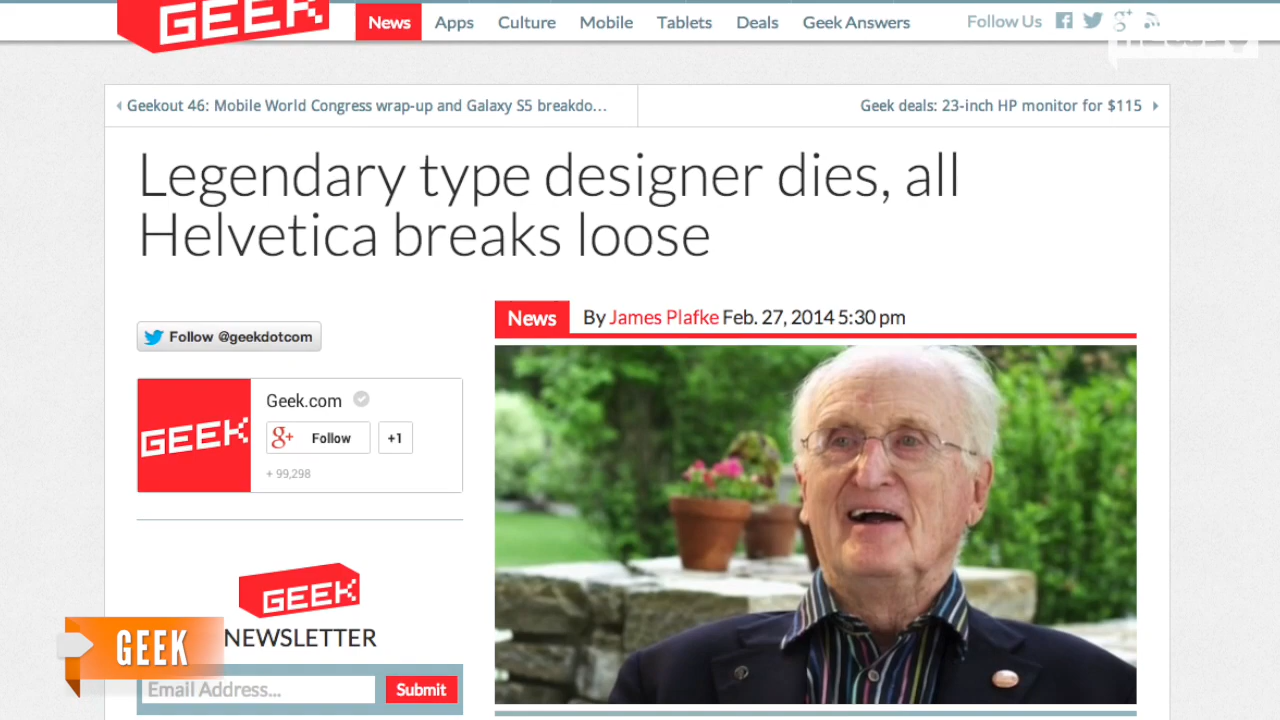 GEEK
News Apps Culture Mobile Tablets Deals Geek Answers Follow Us
Geekout 46: Mobile World Congress wrap-up and Galaxy S5 breakdo...
Geek deals: 23-inch HP monitor for $115
Legendary type designer dies, all
Helvetica breaks loose
News By James Plafke Feb. 27, 2014 5:30 pm
Follow @geekdotcom
GEEK
Geek.com
g+ Follow +1
+ 99,298
GEEK
NEWSLETTER
Email Address... Submit
GEEK